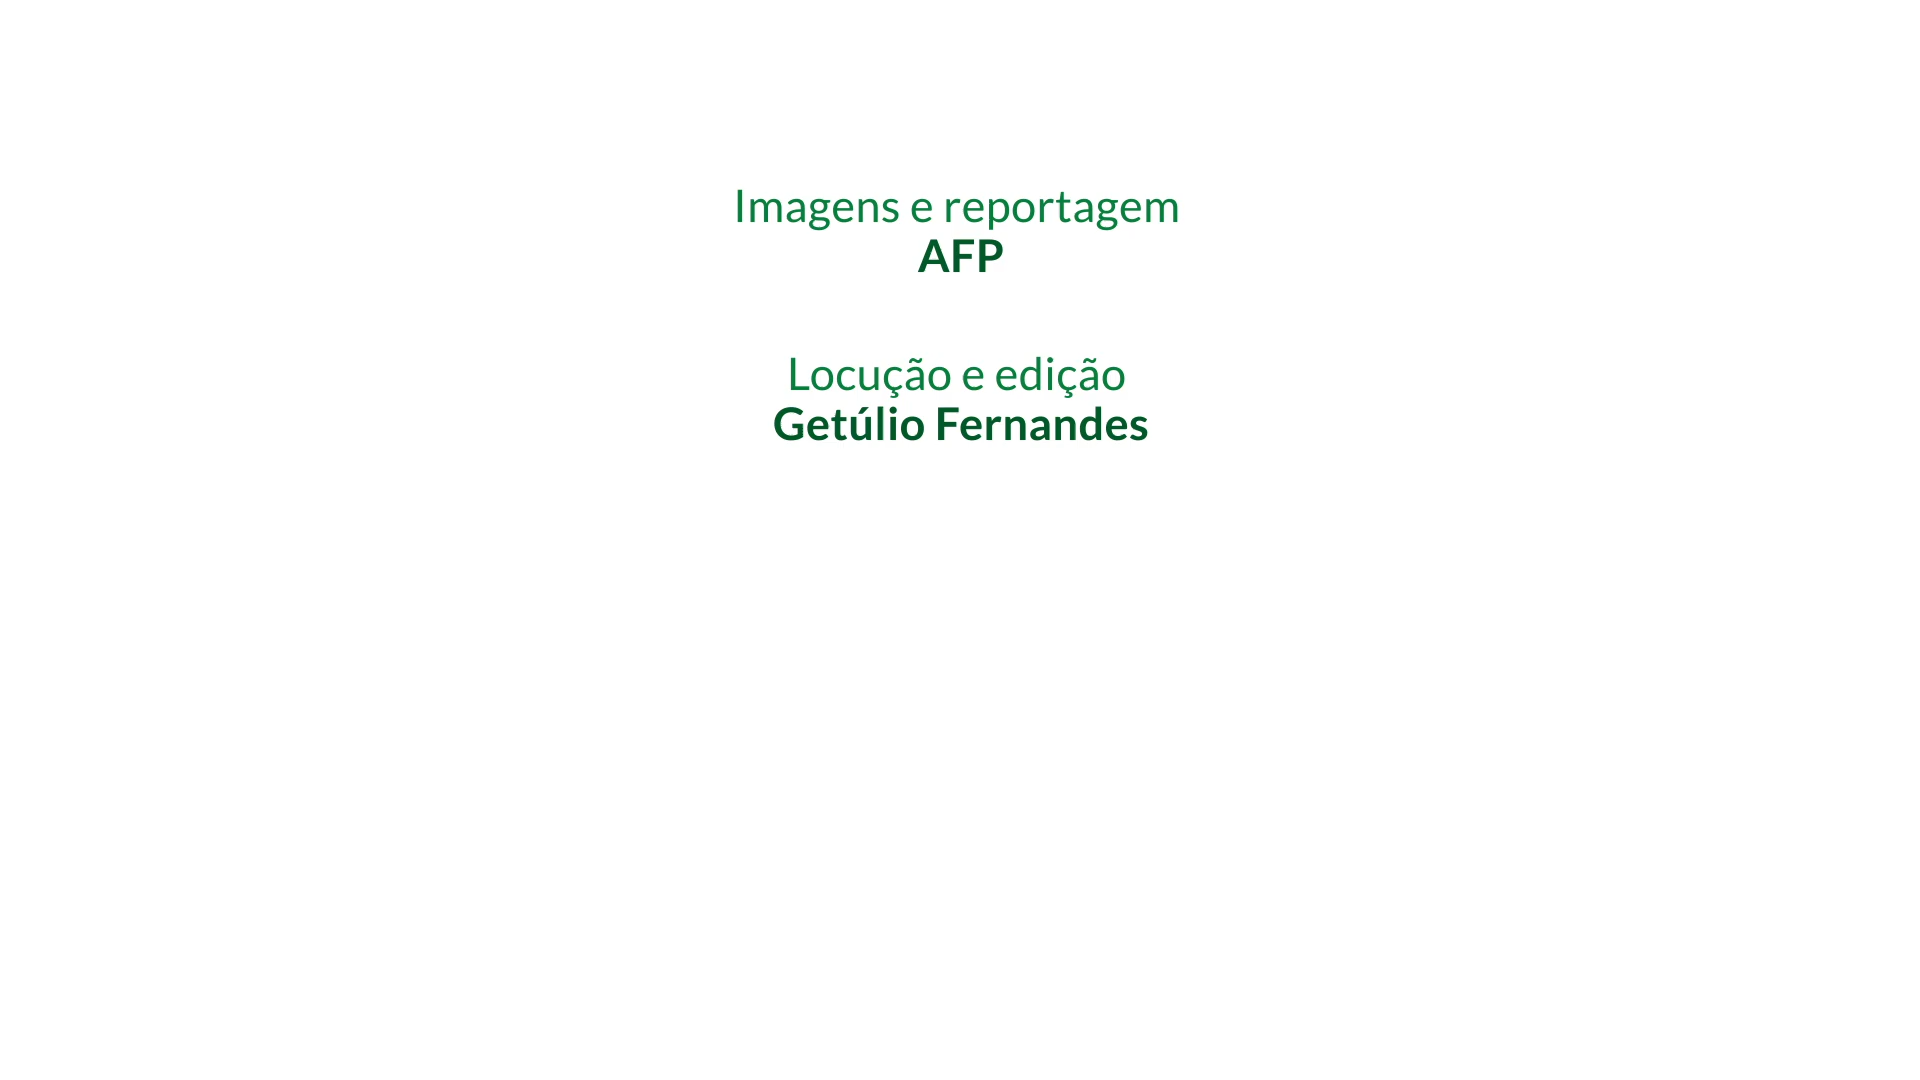 Imagens e reportagem
AFP
Locução e edição
Getúlio Fernandes